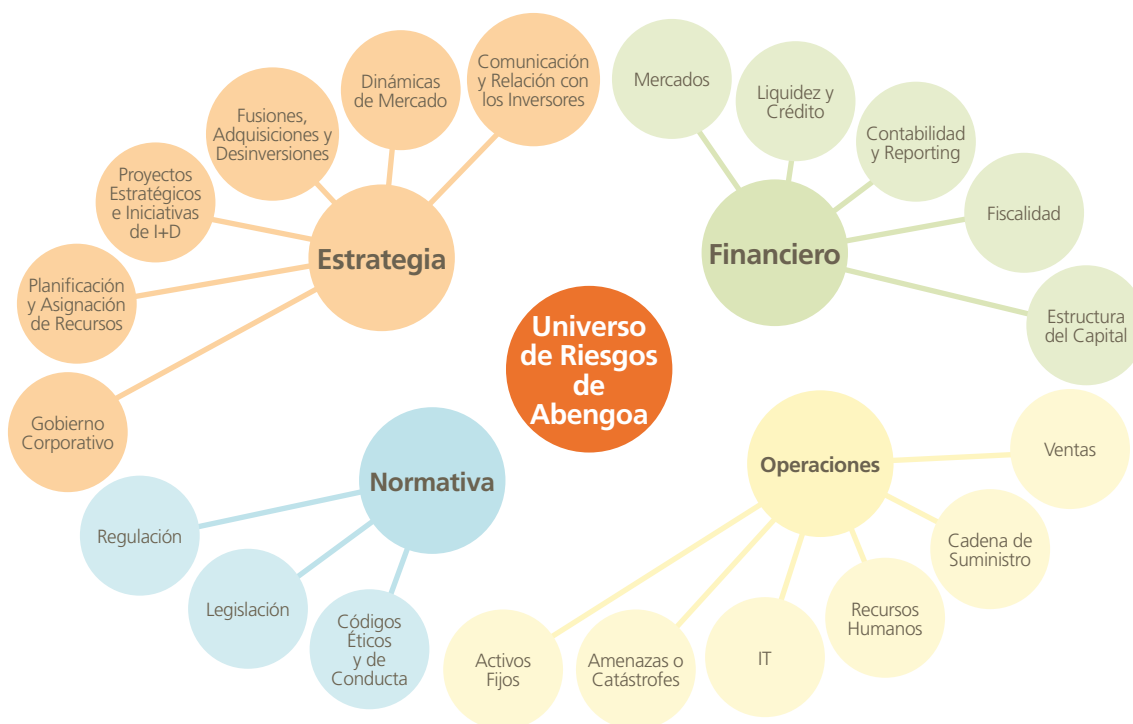 Comunicación
y Relación con
los Inversores
Dinámicas
de Mercado
Fusiones,
Adquisiciones y
Desinversiones
Proyectos
Estratégicos
e Iniciativas
de I+D
Planificación
y Asignación
de Recursos
Gobierno
Corporativo
Estrategia
Mercados
Liquidez y
Crédito
Contabilidad
y Reporting
Fiscalidad
Estructura
del Capital
Financiero
Universo
de Riesgos
de
Abengoa
Normativa
Regulación
Legislación
Códigos
Éticos
y de
Conducta
Operaciones
Ventas
Cadena de
Suministro
Recursos
Humanos
IT
Amenazas o
Catástrofes
Activos
Fijos